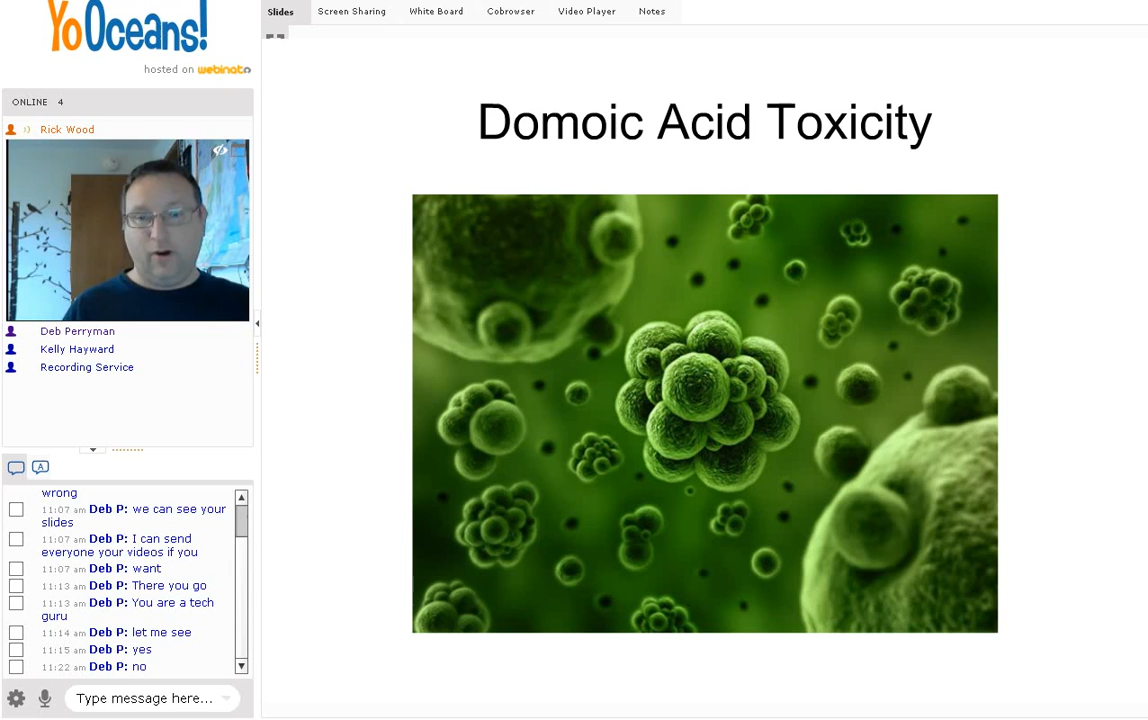 YoOceans!
hosted on webinato
ONLINE 4
Rick Wood
Deb Perryman
Kelly Hayward
Recording Service
A
wrong
11:07 am Deb P: we can see your
slides
11:07 am Deb P: I can send
everyone your videos if you
11:07 am Deb P: want
11:13 am Deb P: There you go
11:13 am Deb P: You are a tech
guru
11:14 am Deb P: let me see
11:15 am Deb P: yes
11:22 am Deb P: no
Type message here...
Slides Screen Sharing White Board Cobrowser Video Player Notes
Domoic Acid Toxicity